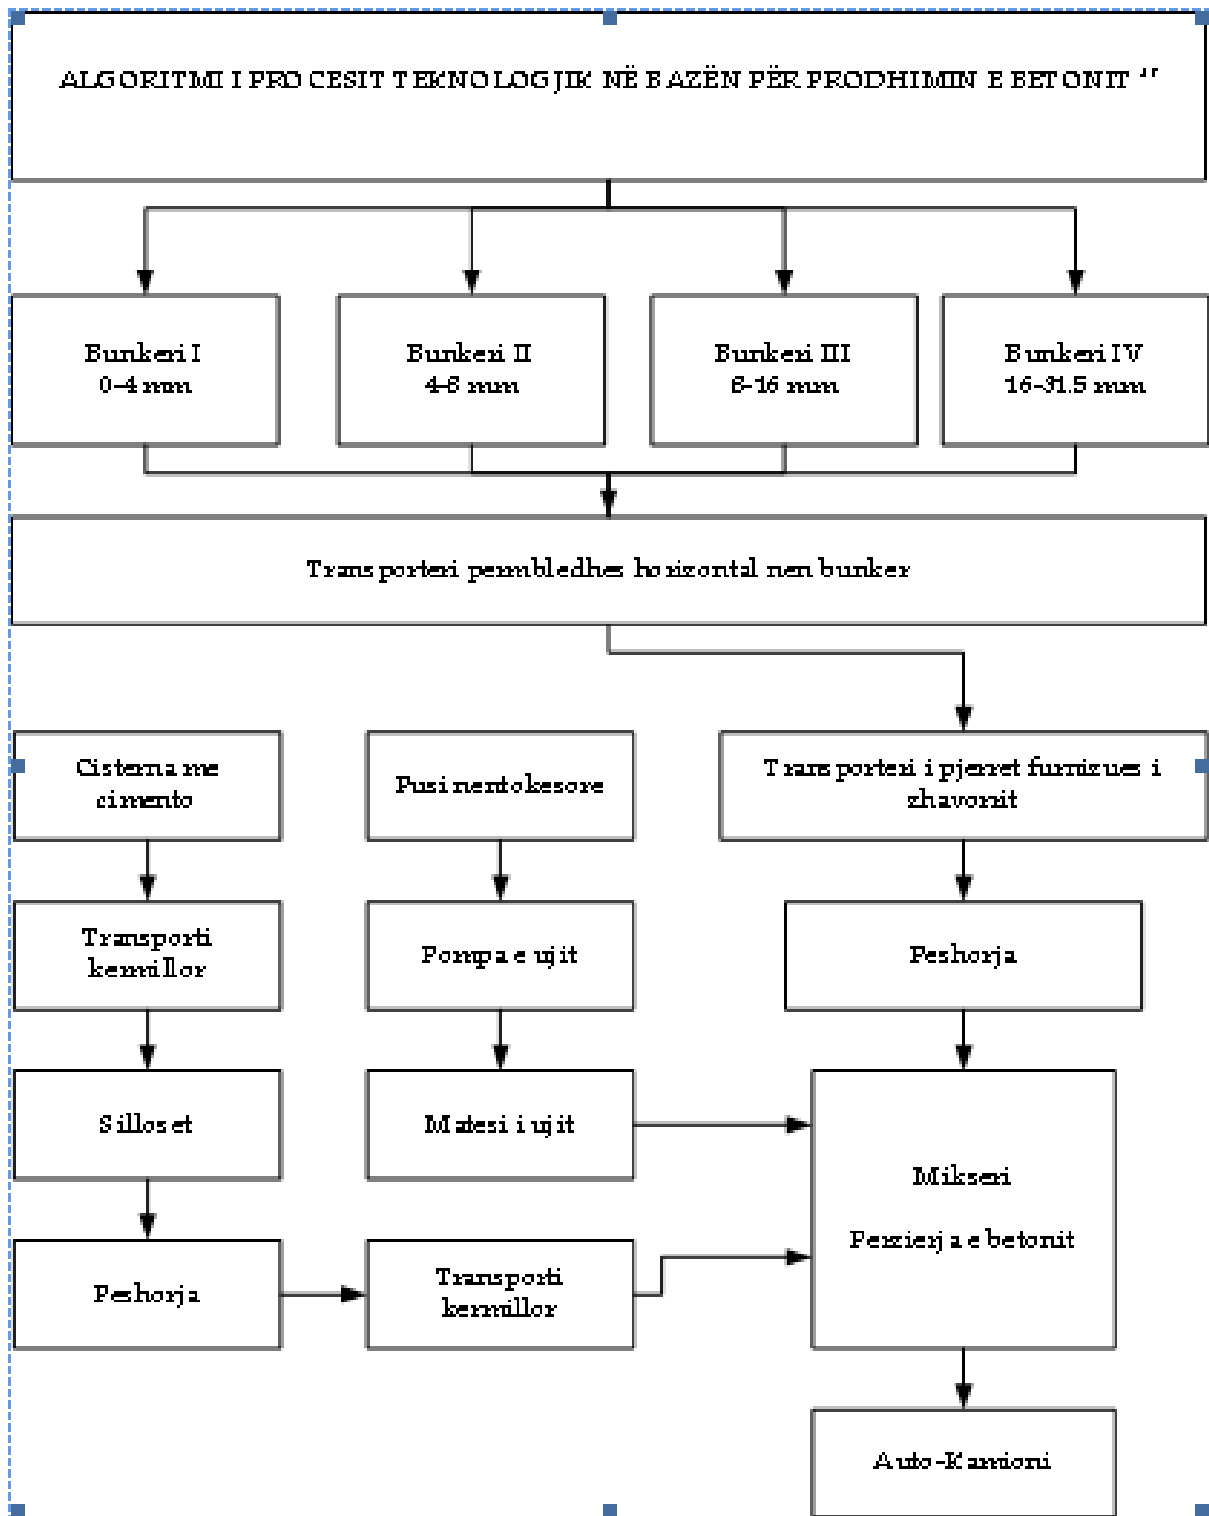 ALGORITMI I PROCESIT TEKNOLOGJIK NË BAZËN PËR PRODHIMIN E BETONIT
Bunkeri I
0-4 mm
Bunkeri II
4-8 mm
Bunkeri III
8-16 mm
Bunkeri IV
16-31.5 mm
Transporteri permbledhes horizontal nen bunker
Cisterna me
cimento
Pusi nentokesore
Transporteri i pjerret furnizues i
zhavorrit
Transporti
kermillor
Pompa e ujit
Peshorja
Silloset
Matesi i ujit
Mikseri
Perzierja e betonit
Peshorja
Transporti
kermillor
Auto-Kamioni